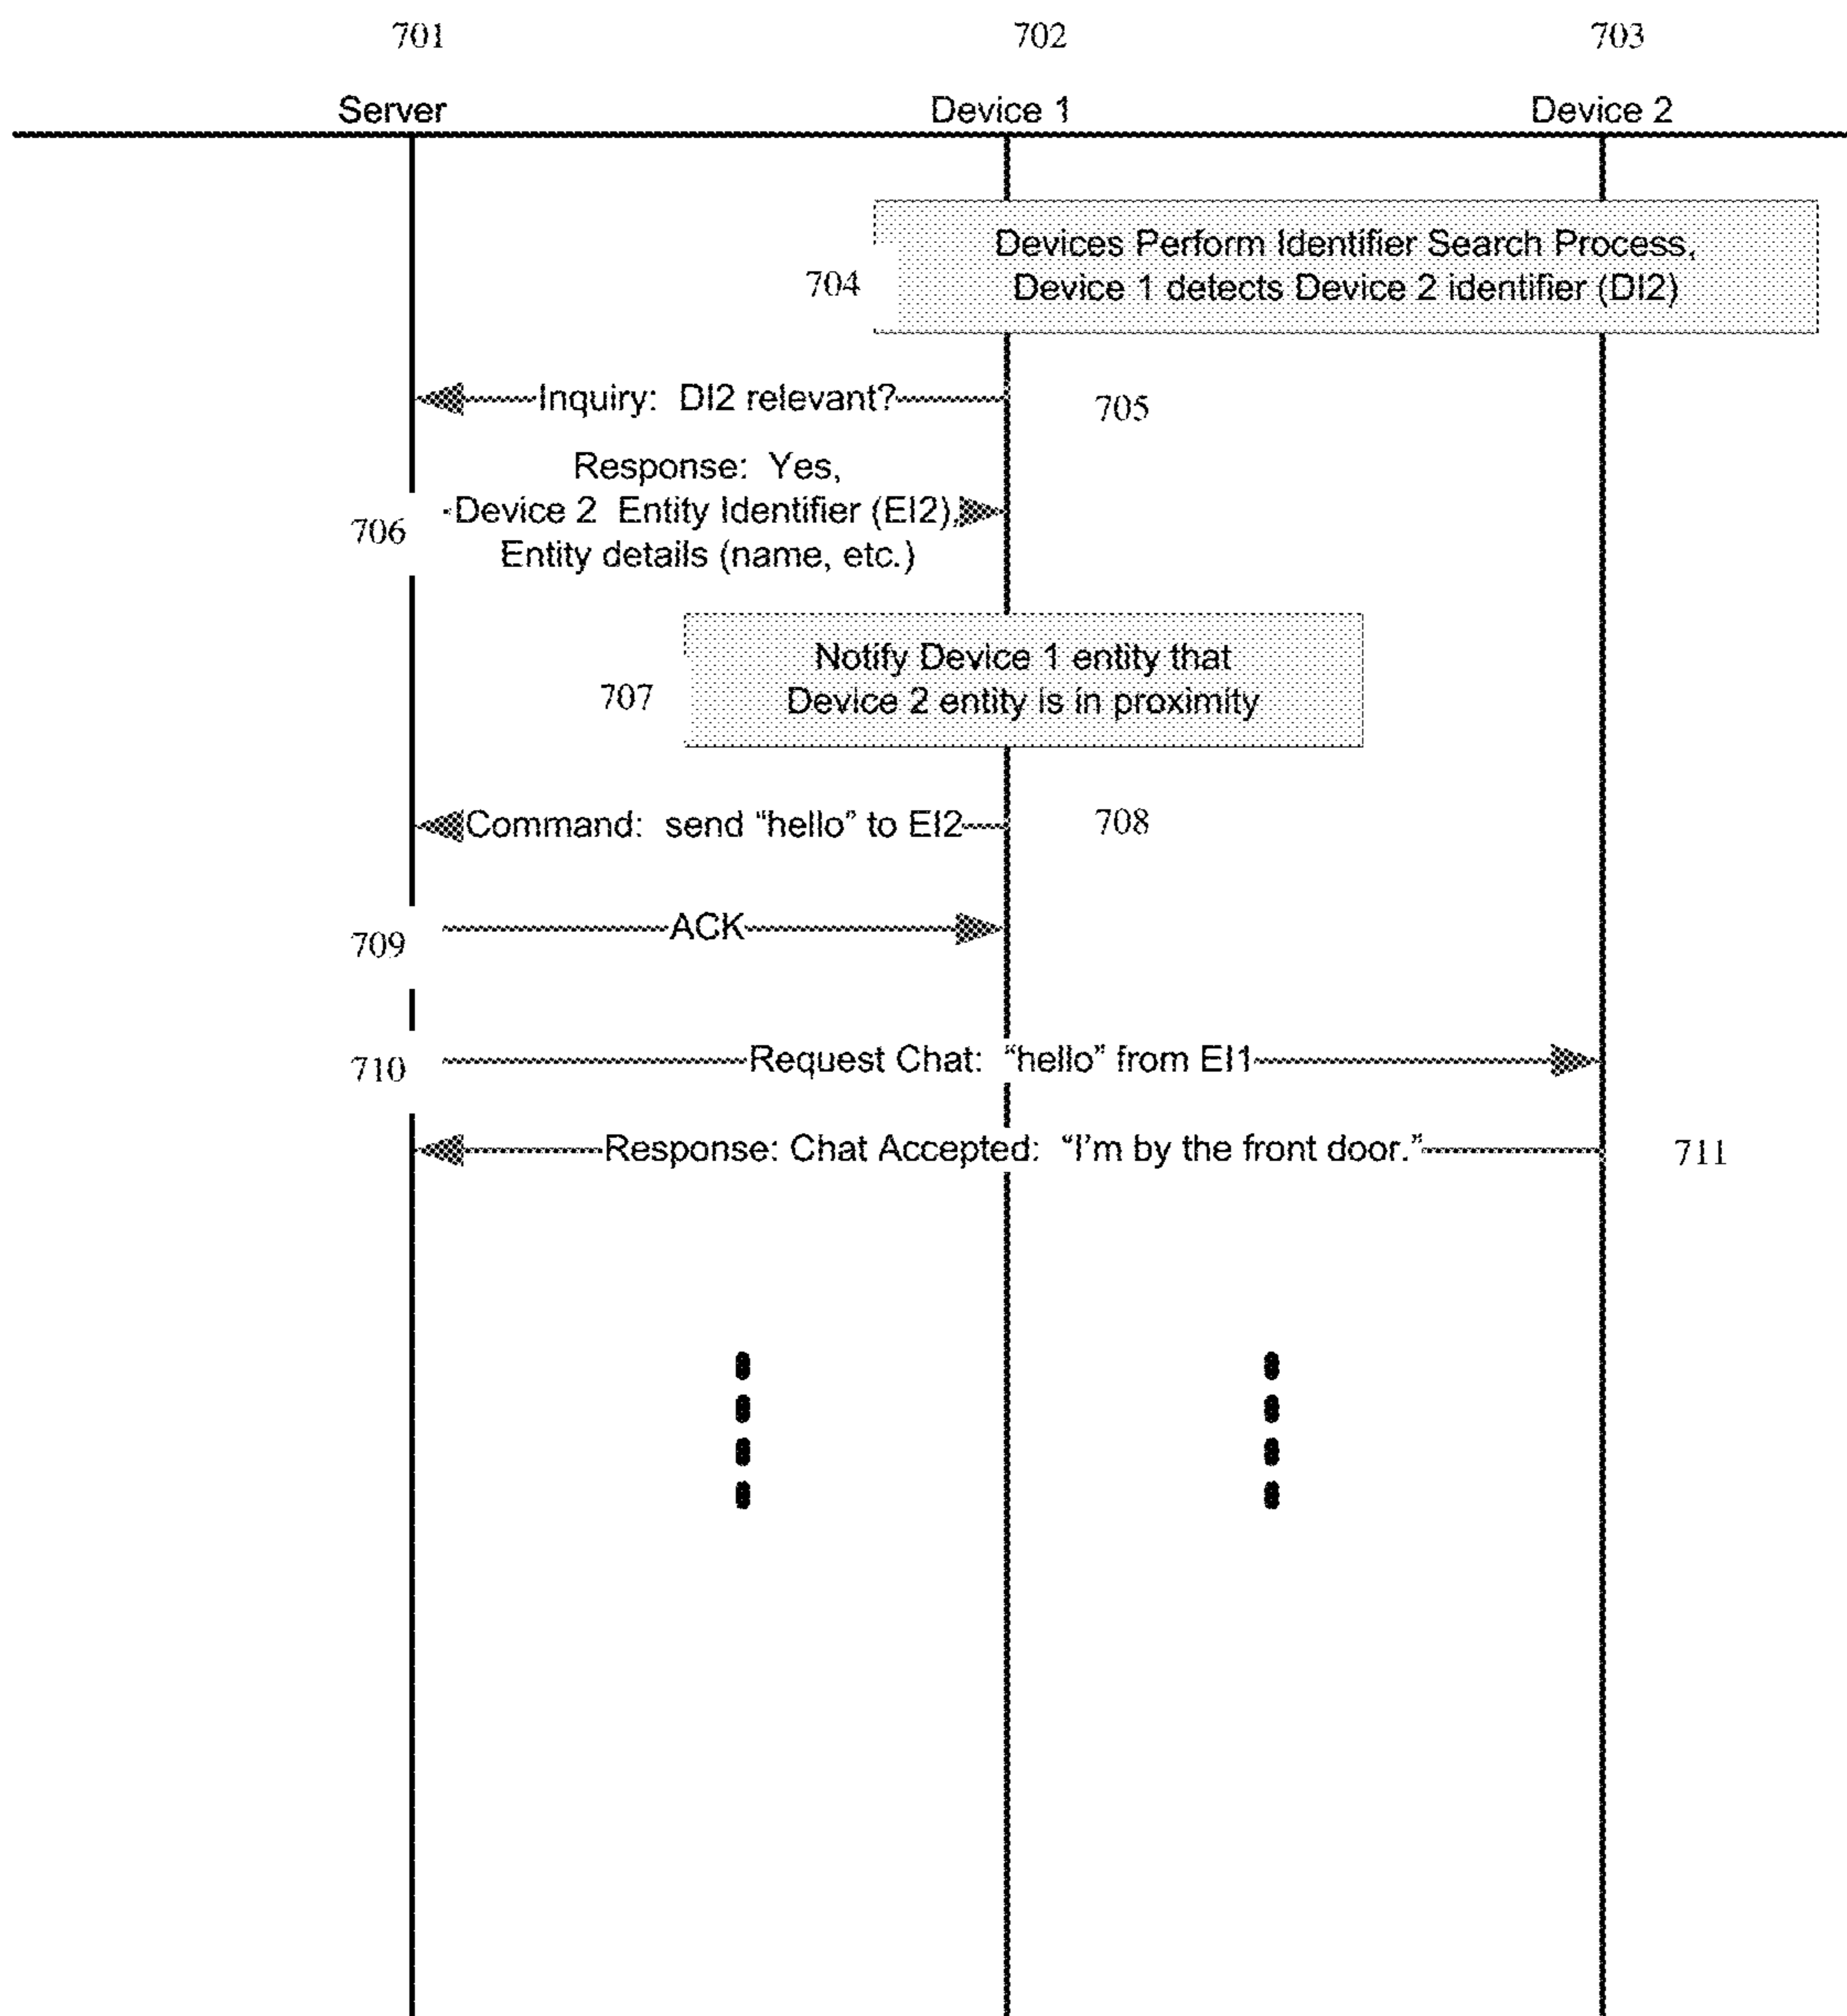 701 702 703
Server Device 1 Device 2
Devices Perform Identifier Search Process,
704 Device 1 detects Device 2 identifier (DI2)
Inquiry: DI2 relevant? 705
Response: Yes,
706 Device 2 Entity Identifier (EI2),
Entity details (name, etc.)
Notify Device 1 entity that
707 Device 2 entity is in proximity
Command: send “hello” to EI2 708
709 ACK
710 Request Chat: “hello” from EI1
Response: Chat Accepted: “I’m by the front door.” 711